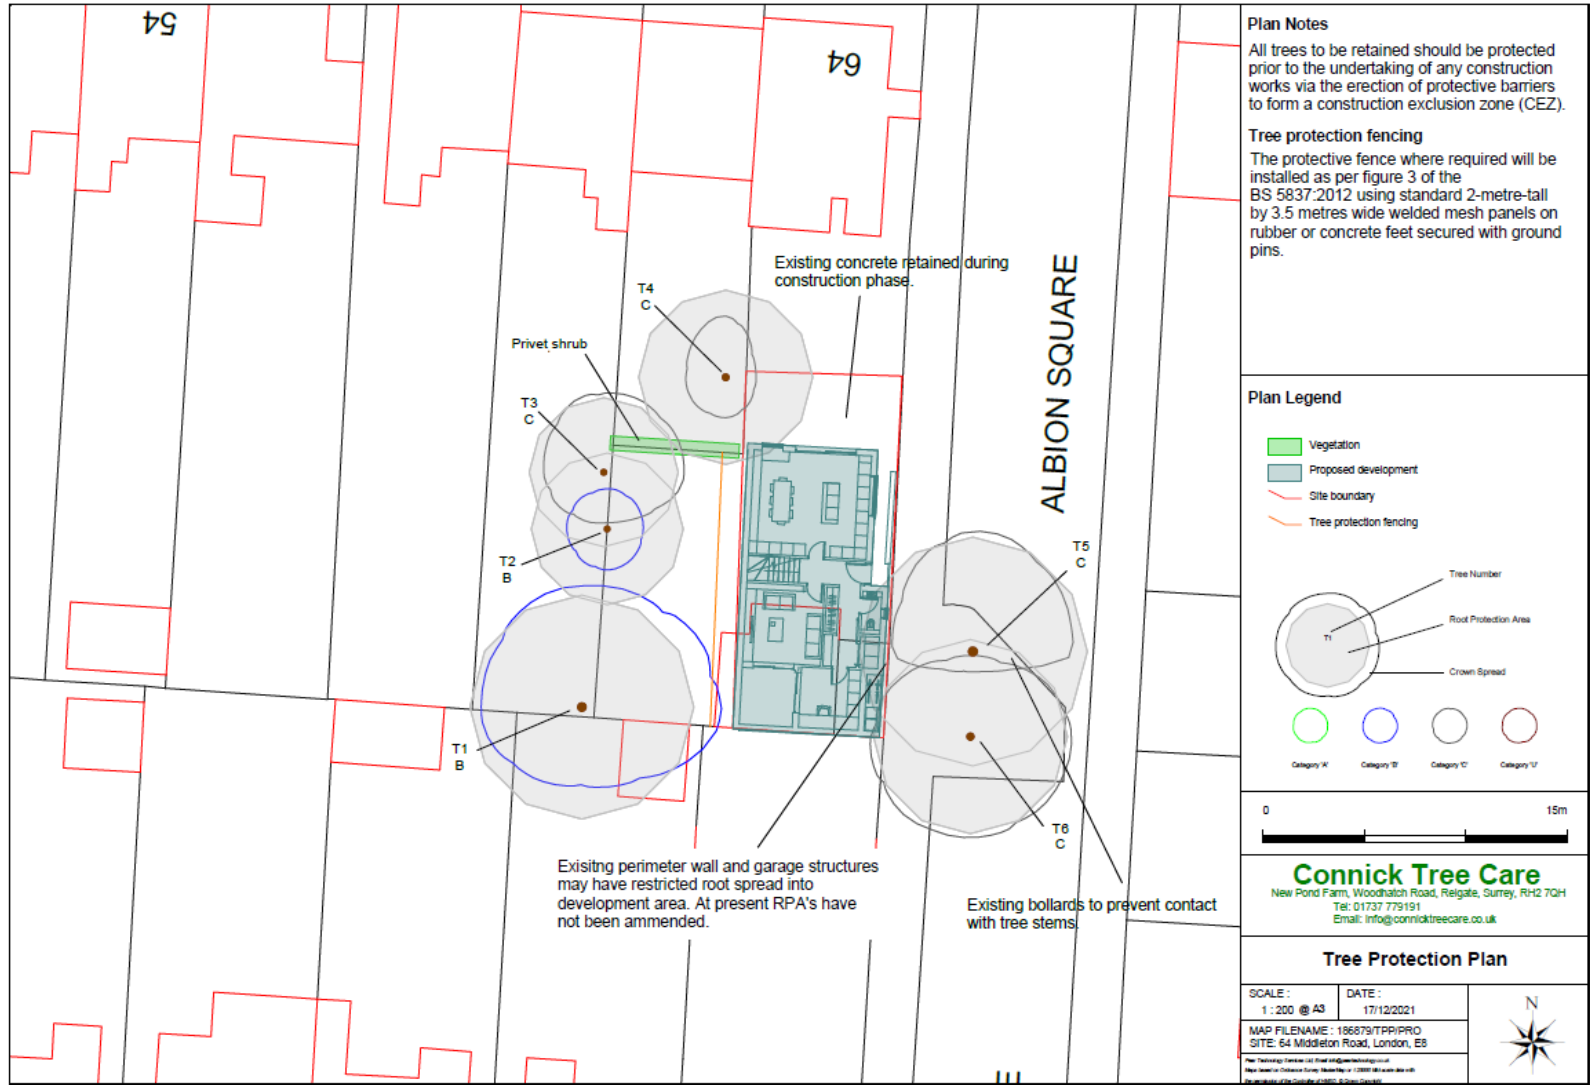 54
64
Existing concrete retained during
construction phase.
T4
C
Privet shrub
T3
C
ALBION SQUARE
T2
B
T5
C
T1
B
T6
C
Exisitng perimeter wall and garage structures
may have restricted root spread into
development area. At present RPA's have
not been ammended.
Existing bollards to prevent contact
with tree stems.
Plan Notes
All trees to be retained should be protected
prior to the undertaking of any construction
works via the erection of protective barriers
to form a construction exclusion zone (CEZ).
Tree protection fencing
The protective fence where required will be
installed as per figure 3 of the
BS 5837:2012 using standard 2-metre-tall
by 3.5 metres wide welded mesh panels on
rubber or concrete feet secured with ground
pins.
Plan Legend
Vegetation
Proposed development
Site boundary
Tree protection fencing
Tree Number
T1
Root Protection Area
Crown Spread
Category 'A' Category 'B' Category 'C' Category 'U'
0 15m
Connick Tree Care
New Pond Farm, Woodhatch Road, Reigate, Surrey, RH2 7QH
Tel: 01737 779191
Email: info@connicktreecare.co.uk
Tree Protection Plan
SCALE :
1 : 200 @ A3
DATE :
17/12/2021
MAP FILENAME : 186879/TPP/PRO
SITE: 64 Middleton Road, London, E8
N